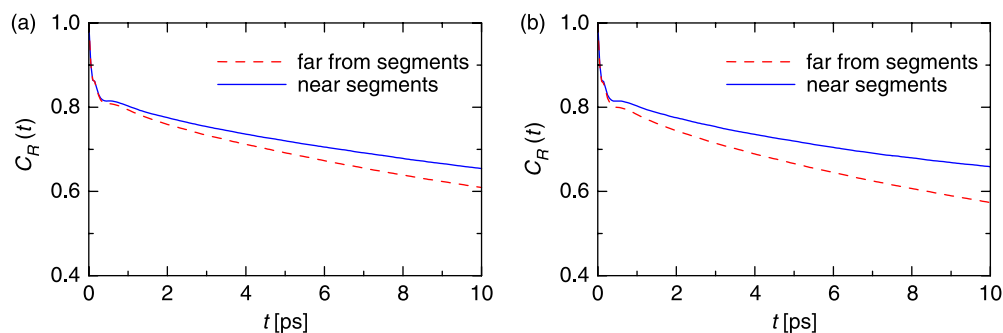 (a)
1.0
0.8
0.6
0.4
C_R(t)
far from segments
near segments
0 2 4 6 8 10
t [ps]
(b)
1.0
0.8
0.6
0.4
C_R(t)
far from segments
near segments
0 2 4 6 8 10
t [ps]